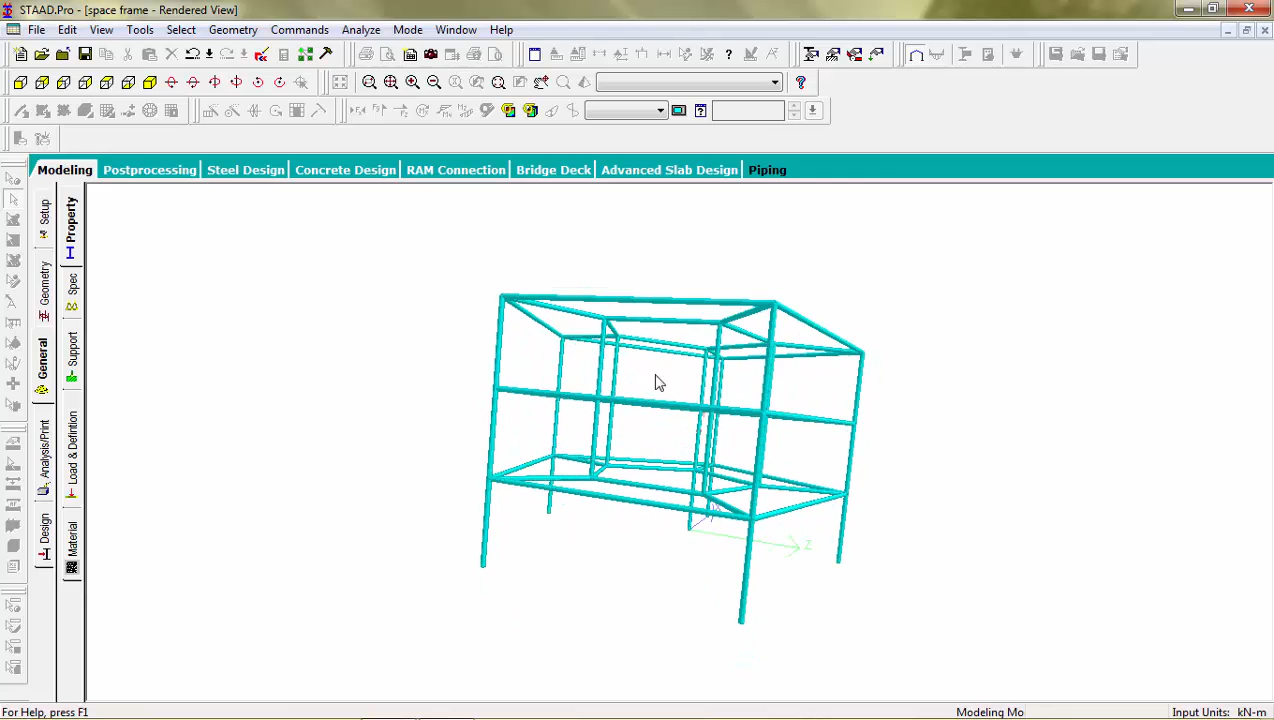 STAAD.Pro - [space frame - Rendered View]
File Edit View Tools Select Geometry Commands Analyze Mode Window Help
Modeling Postprocessing Steel Design Concrete Design RAM Connection Bridge Deck Advanced Slab Design Piping
Setup
Geometry
General
Analysis/Print
Design
Property
Spec
Support
Load & Definition
Material
Z
For Help, press F1
Modeling Mo
Input Units: kN-m